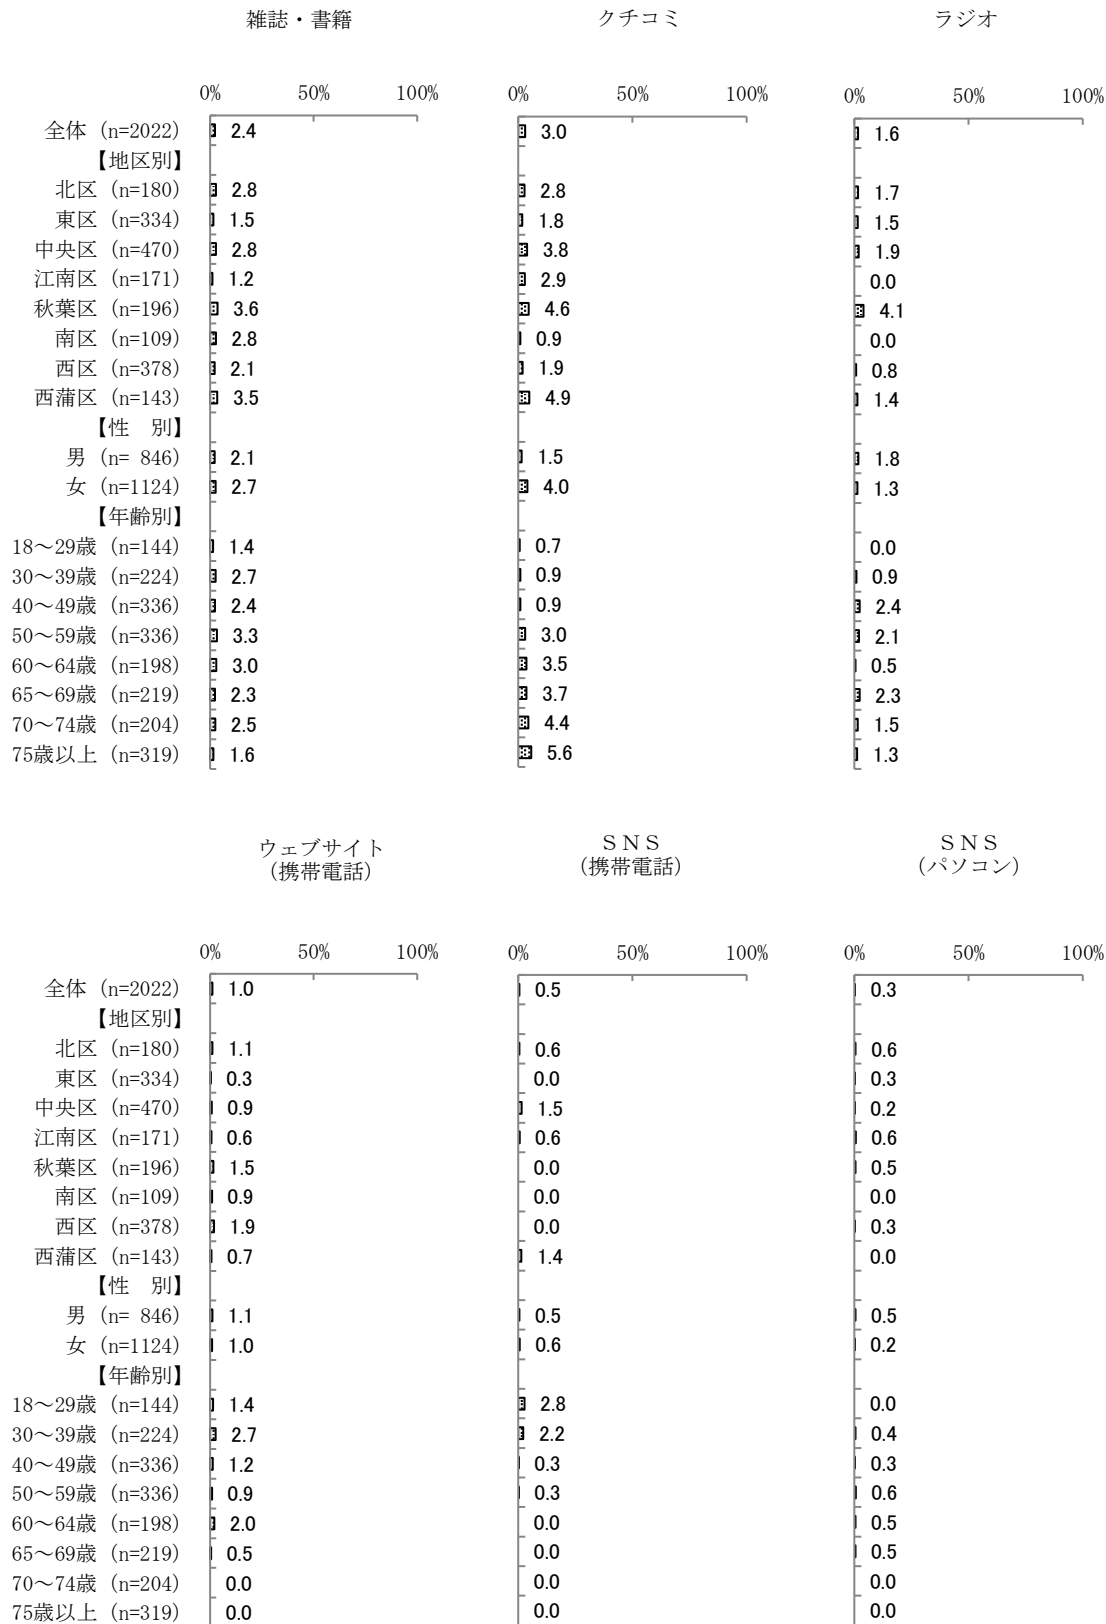 雑誌・書籍 クチコミ ラジオ
0% 50% 100% 0% 50% 100% 0% 50% 100%
全体 (n=2022) 2.4 3.0 1.6
【地区別】
北区 (n=180) 2.8 2.8 1.7
東区 (n=334) 1.5 1.8 1.5
中央区 (n=470) 2.8 3.8 1.9
江南区 (n=171) 1.2 2.9 0.0
秋葉区 (n=196) 3.6 4.6 4.1
南区 (n=109) 2.8 0.9 0.0
西区 (n=378) 2.1 1.9 0.8
西蒲区 (n=143) 3.5 4.9 1.4
【性　別】
男 (n= 846) 2.1 1.5 1.8
女 (n=1124) 2.7 4.0 1.3
【年齢別】
18～29歳 (n=144) 1.4 0.7 0.0
30～39歳 (n=224) 2.7 0.9 0.9
40～49歳 (n=336) 2.4 0.9 2.4
50～59歳 (n=336) 3.3 3.0 2.1
60～64歳 (n=198) 3.0 3.5 0.5
65～69歳 (n=219) 2.3 3.7 2.3
70～74歳 (n=204) 2.5 4.4 1.5
75歳以上 (n=319) 1.6 5.6 1.3
ウェブサイト ＳＮＳ ＳＮＳ
（携帯電話） （携帯電話） （パソコン）
0% 50% 100% 0% 50% 100% 0% 50% 100%
全体 (n=2022) 1.0 0.5 0.3
【地区別】
北区 (n=180) 1.1 0.6 0.6
東区 (n=334) 0.3 0.0 0.3
中央区 (n=470) 0.9 1.5 0.2
江南区 (n=171) 0.6 0.6 0.6
秋葉区 (n=196) 1.5 0.0 0.5
南区 (n=109) 0.9 0.0 0.0
西区 (n=378) 1.9 0.0 0.3
西蒲区 (n=143) 0.7 1.4 0.0
【性　別】
男 (n= 846) 1.1 0.5 0.5
女 (n=1124) 1.0 0.6 0.2
【年齢別】
18～29歳 (n=144) 1.4 2.8 0.0
30～39歳 (n=224) 2.7 2.2 0.4
40～49歳 (n=336) 1.2 0.3 0.3
50～59歳 (n=336) 0.9 0.3 0.6
60～64歳 (n=198) 2.0 0.0 0.5
65～69歳 (n=219) 0.5 0.0 0.5
70～74歳 (n=204) 0.0 0.0 0.0
75歳以上 (n=319) 0.0 0.0 0.0